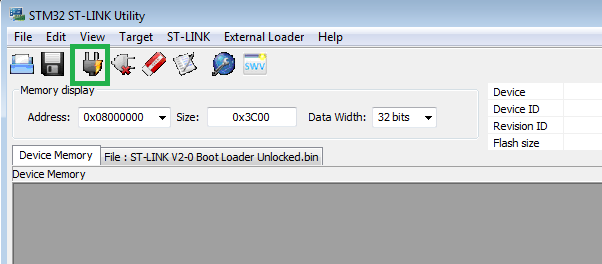 STM32 ST-LINK Utility
File Edit View Target ST-LINK External Loader Help
SWV
Memory display
Address: 0x08000000 Size: 0x3C00 Data Width: 32 bits
Device
Device ID
Revision ID
Flash size
Device Memory File : ST-LINK V2-0 Boot Loader Unlocked.bin
Device Memory